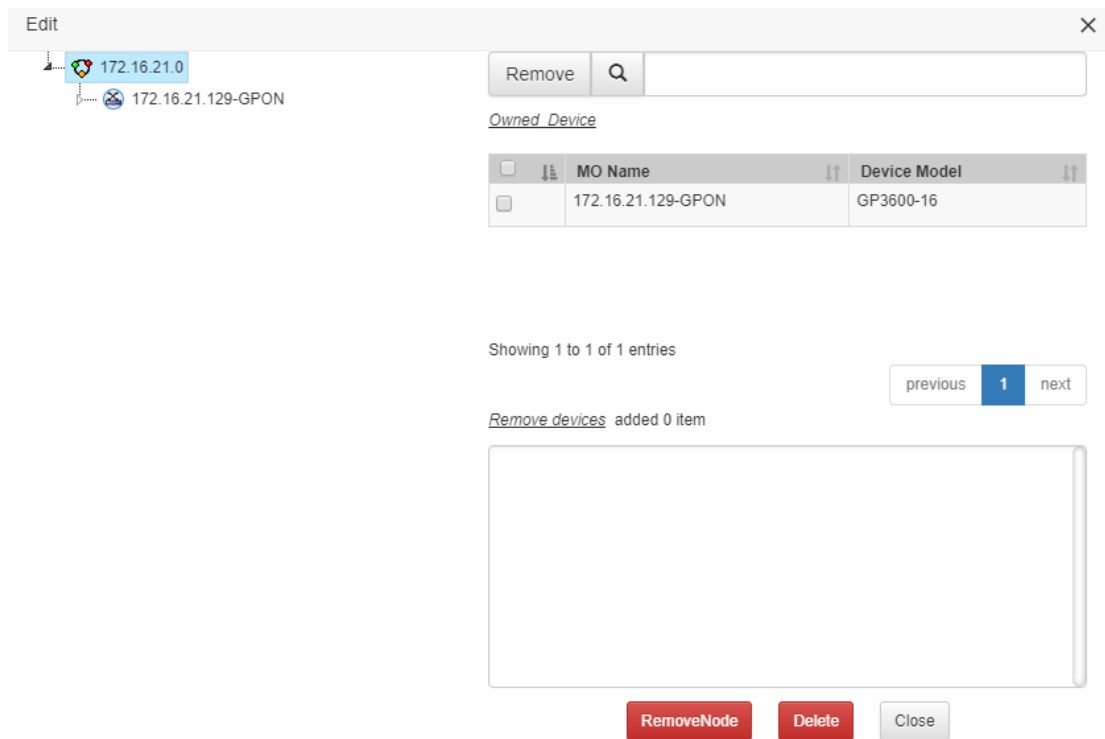 Edit
172.16.21.0
172.16.21.129-GPON
Remove
Owned Device
MO Name Device Model
172.16.21.129-GPON GP3600-16
Showing 1 to 1 of 1 entries
previous 1 next
Remove devices added 0 item
RemoveNode Delete Close